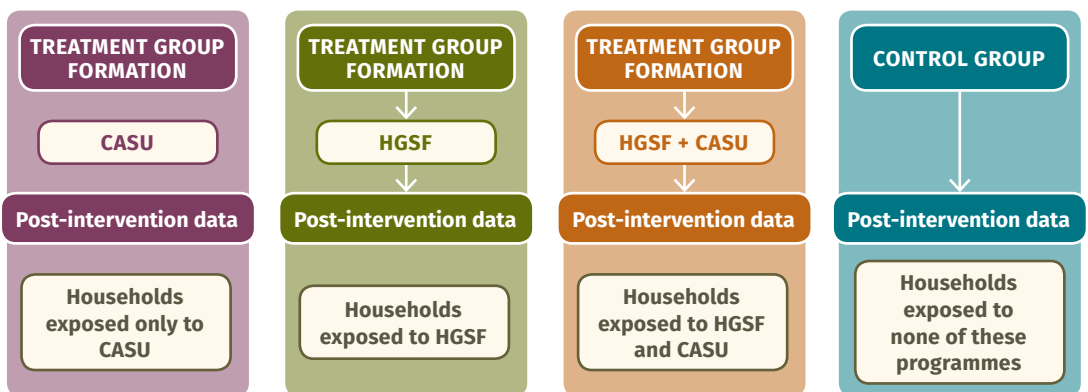 TREATMENT GROUP
FORMATION
CASU
Post-intervention data
Households
exposed only to
CASU
TREATMENT GROUP
FORMATION
HGSF
Post-intervention data
Households
exposed to HGSF
TREATMENT GROUP
FORMATION
HGSF + CASU
Post-intervention data
Households
exposed to HGSF
and CASU
CONTROL GROUP
Post-intervention data
Households
exposed to
none of these
programmes